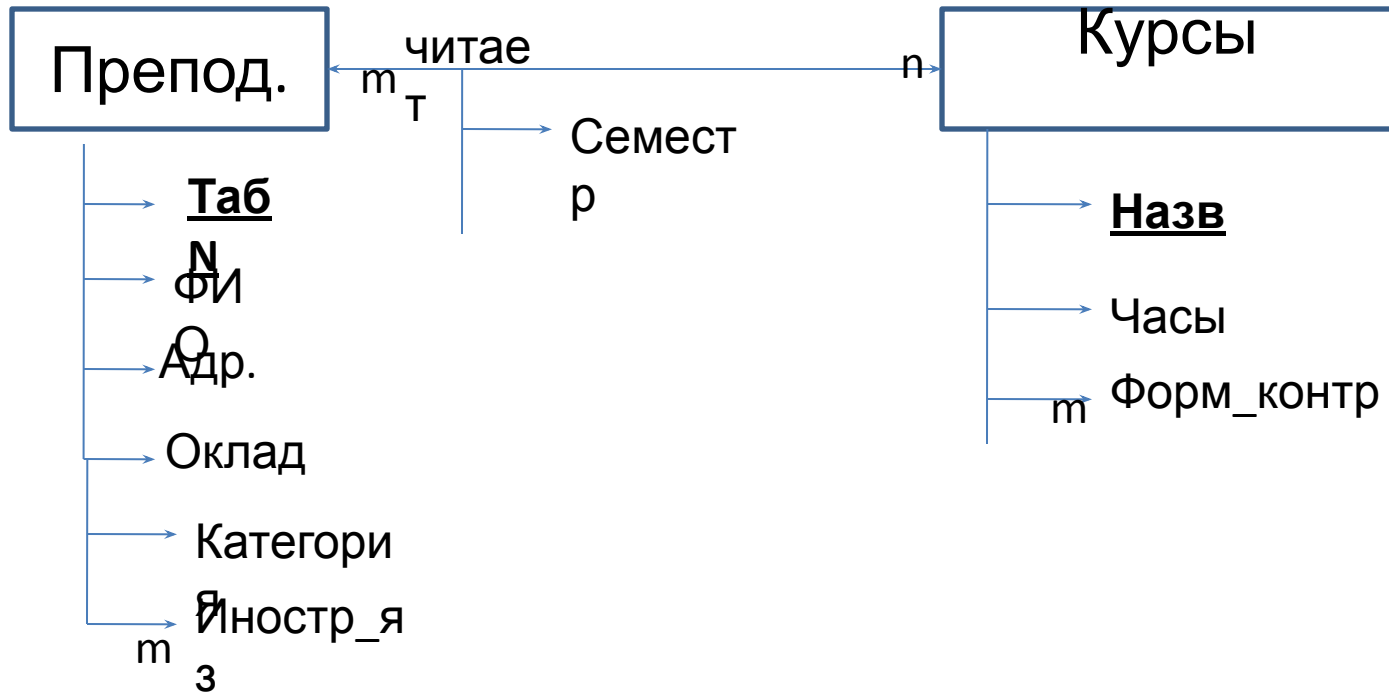 Препод.
m
читае
т
n
Курсы
Семест
р
Таб
N
ФИ
О
Адр.
Оклад
Категори
я
m
Иностр_я
з
Назв
Часы
m
Форм_контр